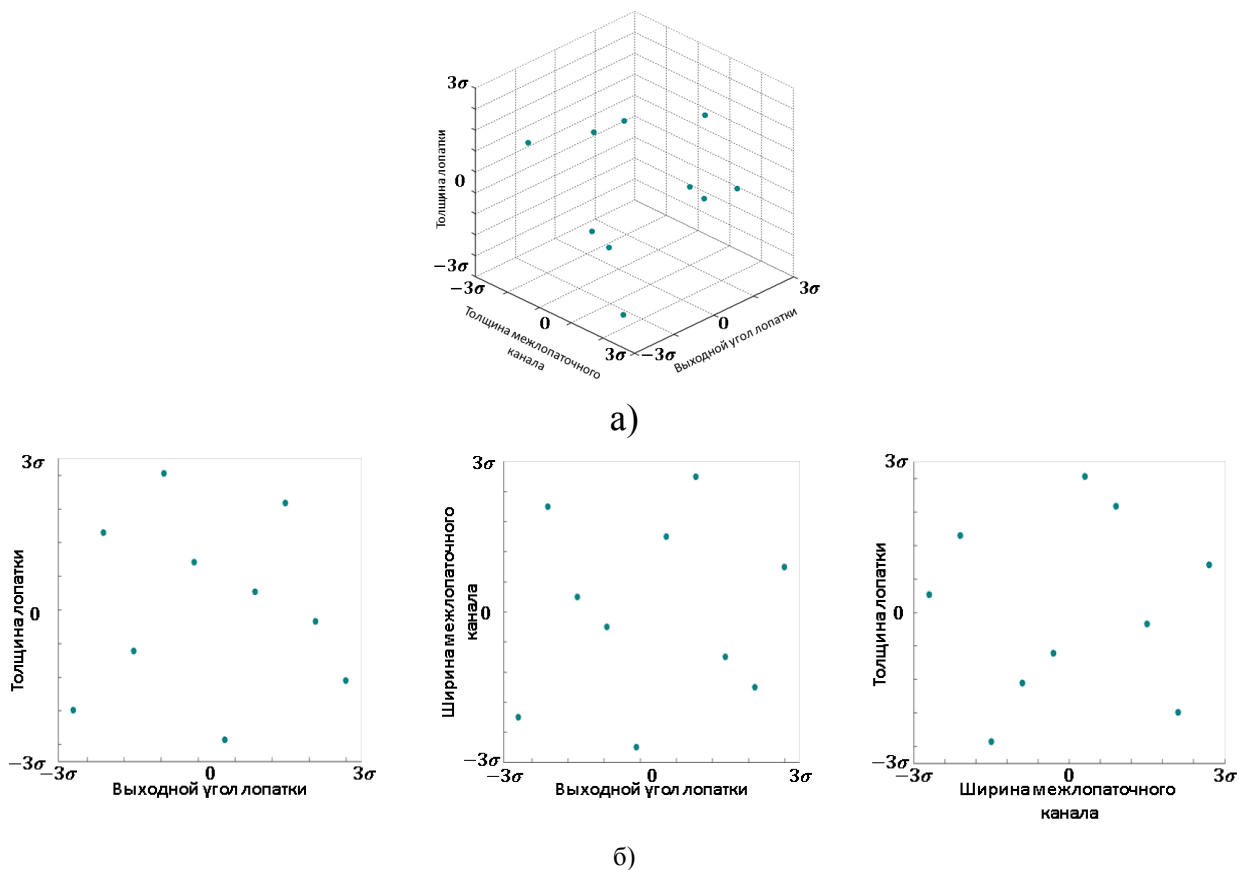 3σ
Толщина лопатки
0
−3σ
−3σ
Толщина межлопаточного
канала
0
3σ
−3σ
0
3σ
Выходной угол лопатки
а)
3σ
Толщина лопатки
0
−3σ
−3σ
0
3σ
Выходной угол лопатки
3σ
Ширина межлопаточного
канала
0
−3σ
−3σ
0
3σ
Выходной угол лопатки
3σ
Толщина лопатки
0
−3σ
−3σ
0
3σ
Ширина межлопаточного
канала
б)